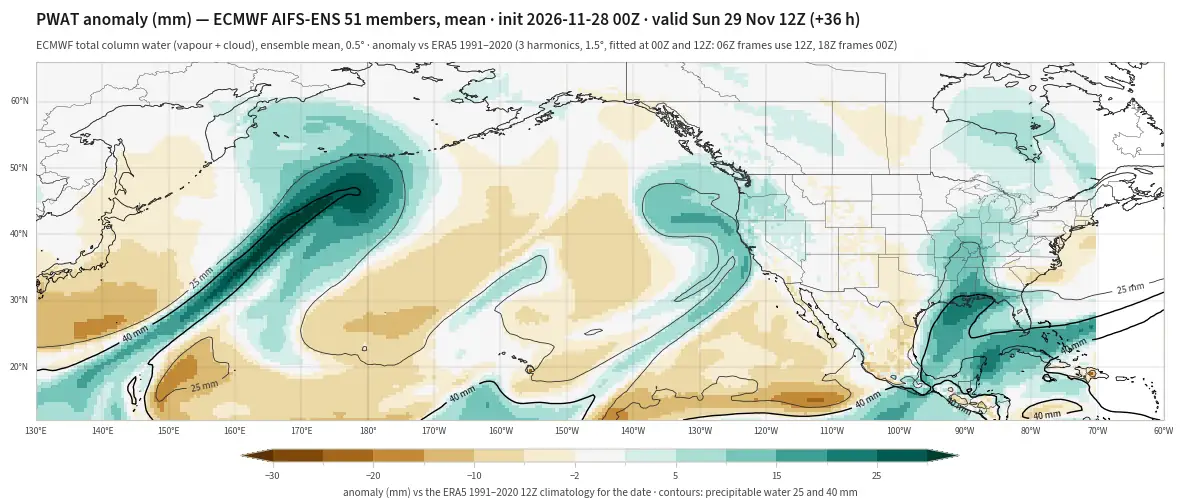 PWAT anomaly (mm) — ECMWF AIFS-ENS 51 members, mean · init 2026-11-28 00Z · valid Sun 29 Nov 12Z (+36 h)
ECMWF total column water (vapour + cloud), ensemble mean, 0.5° · anomaly vs ERA5 1991–2020 (3 harmonics, 1.5°, fitted at 00Z and 12Z: 06Z frames use 12Z, 18Z frames 00Z)
60°N
50°N
40°N
30°N
20°N
25 mm
40 mm
25 mm
40 mm
40 mm
40 mm
40 mm
40 mm
25 mm
130°E 140°E 150°E 160°E 170°E 180° 170°W 160°W 150°W 140°W 130°W 120°W 110°W 100°W 90°W 80°W 70°W 60°W
−30 −20 −10 −2 5 15 25
anomaly (mm) vs the ERA5 1991–2020 12Z climatology for the date · contours: precipitable water 25 and 40 mm